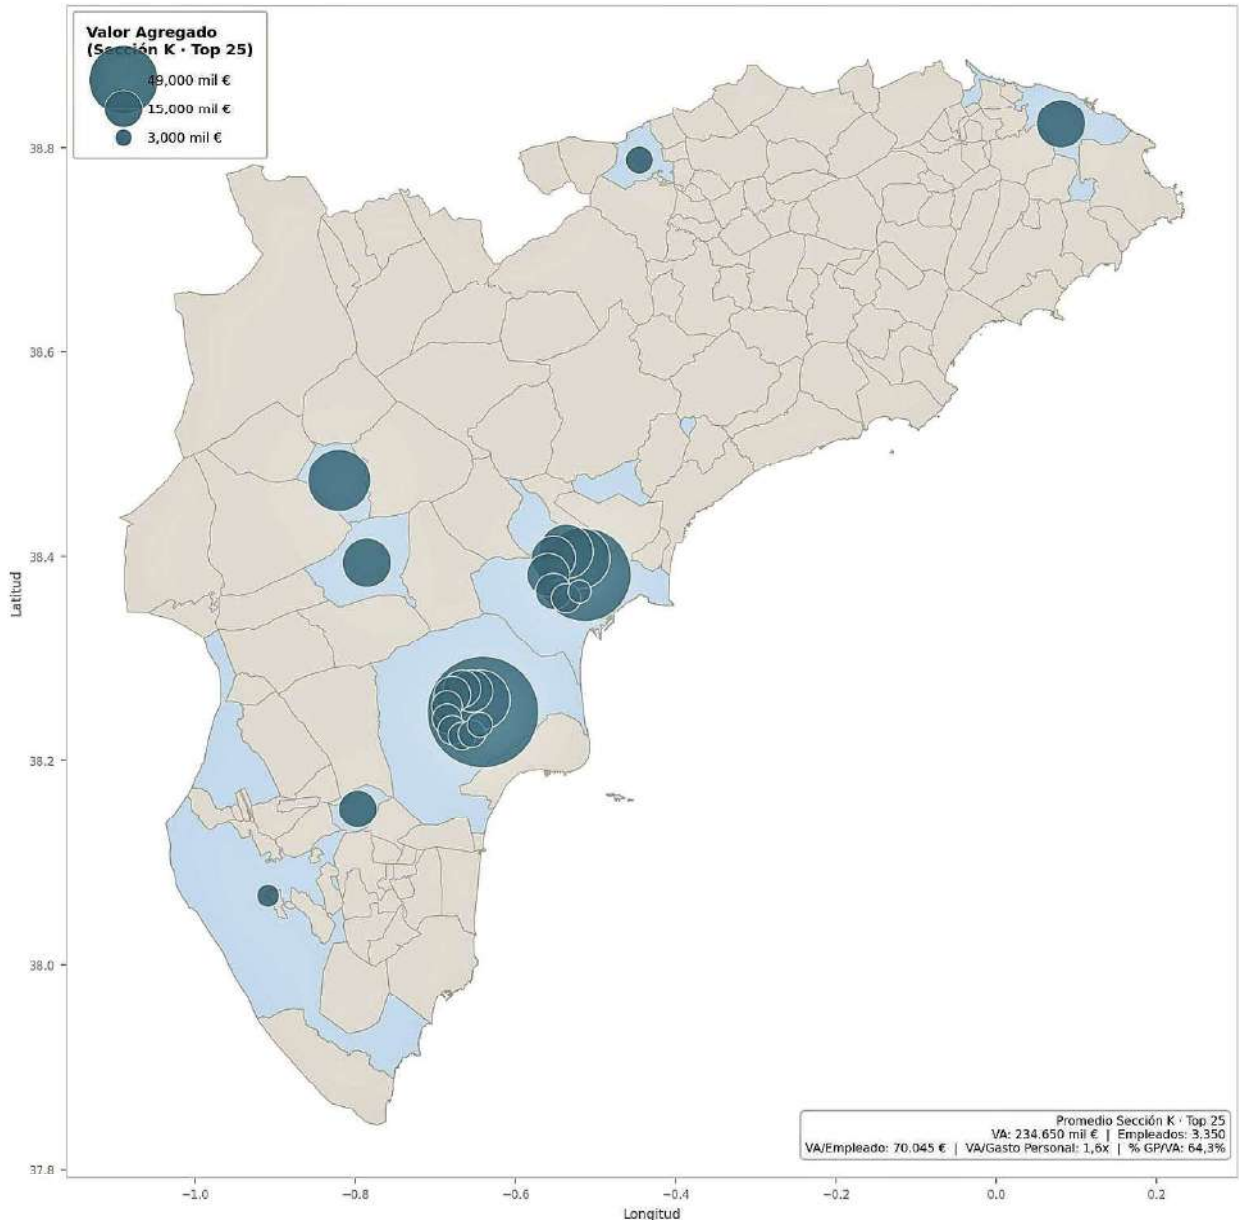 Valor Agregado
(Sección K · Top 25)
49,000 mil €
15,000 mil €
3,000 mil €
38.8
38.6
38.4
38.2
38.0
37.8
Latitud
−1.0
−0.8
−0.6
−0.4
−0.2
0.0
0.2
Longitud
Promedio Sección K · Top 25
VA: 234.650 mil € | Empleados: 3.350
VA/Empleado: 70.045 € | VA/Gasto Personal: 1,6x | % GP/VA: 64,3%